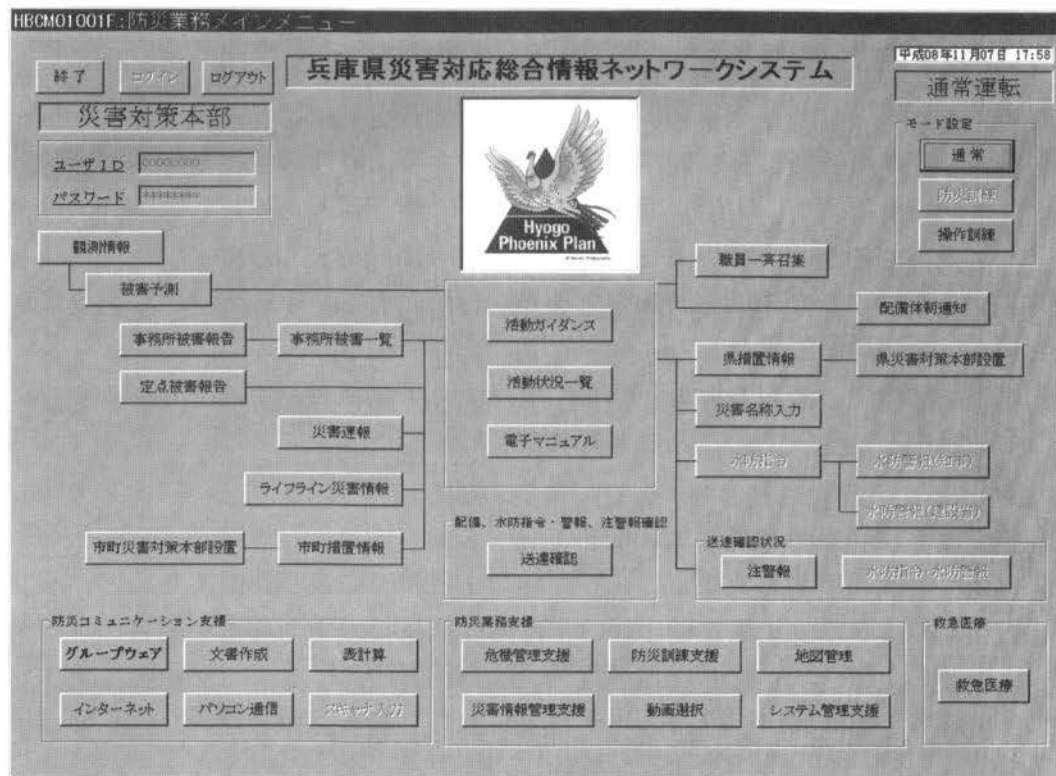 HBCM01001F:防災業務メインメニュー
平成08年11月07日 17:58
終了
ログイン
ログアウト
兵庫県災害対応総合情報ネットワークシステム
通常運転
災害対策本部
モード設定
ユーザID
パスワード ********
通常
防災訓練
操作訓練
Hyogo
Phoenix Plan
観測情報
職員一斉召集
被害予測
配備体制通知
活動ガイダンス
事務所被害報告
事務所被害一覧
県措置情報
県災害対策本部設置
定点被害報告
活動状況一覧
災害名称入力
災害速報
電子マニュアル
水防指令
水防警報(知事)
ライフライン災害情報
水防警報(建設省)
配備、水防指令・警報、注警報確認
送達確認状況
市町災害対策本部設置
市町措置情報
送達確認
注警報
水防指令・水防警報
防災コミュニケーション支援
防災業務支援
救急医療
グループウェア
文書作成
表計算
危機管理支援
防災訓練支援
地図管理
救急医療
インターネット
パソコン通信
スキャナ入力
災害情報管理支援
動画選択
システム管理支援